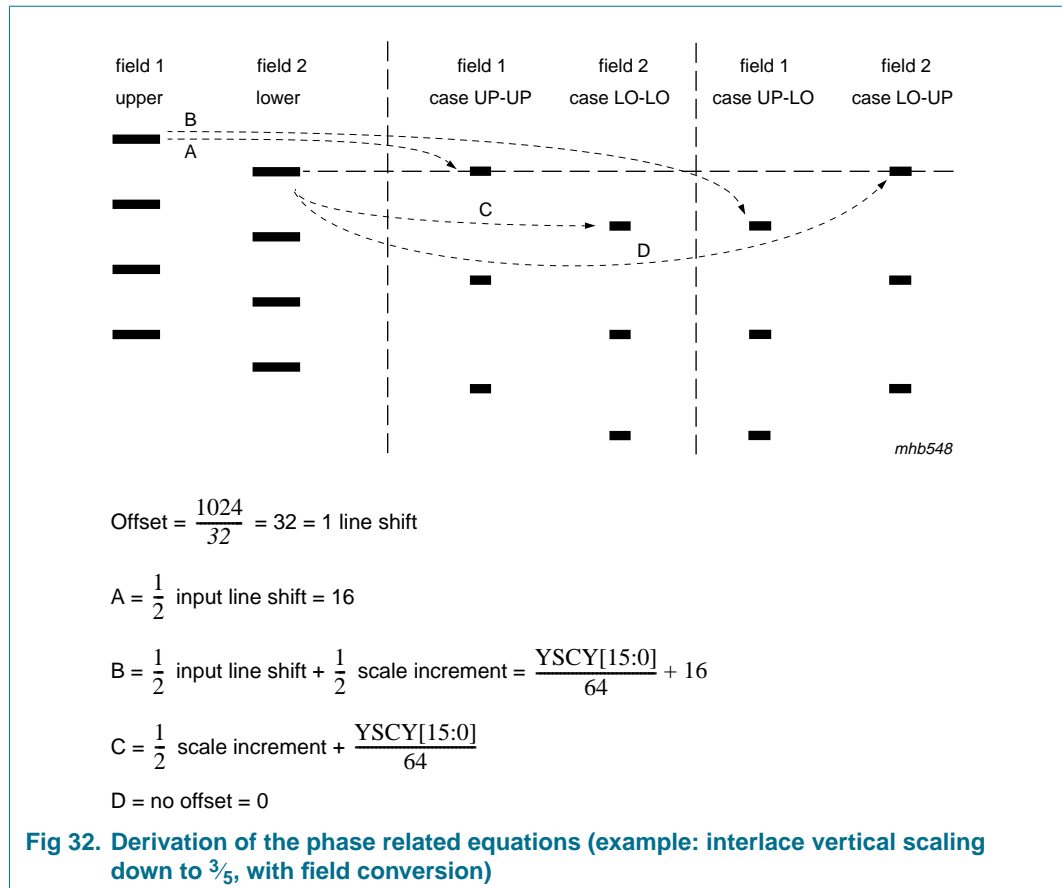 field 1 field 2 field 1 field 2 field 1 field 2
upper lower case UP-UP case LO-LO case UP-LO case LO-UP
B
A
C
D
mhb548
Offset = 1024/32 = 32 = 1 line shift
A = 1/2 input line shift = 16
B = 1/2 input line shift + 1/2 scale increment = YSCY[15:0]/64 + 16
C = 1/2 scale increment + YSCY[15:0]/64
D = no offset = 0
Fig 32. Derivation of the phase related equations (example: interlace vertical scaling
down to 3⁄5, with field conversion)